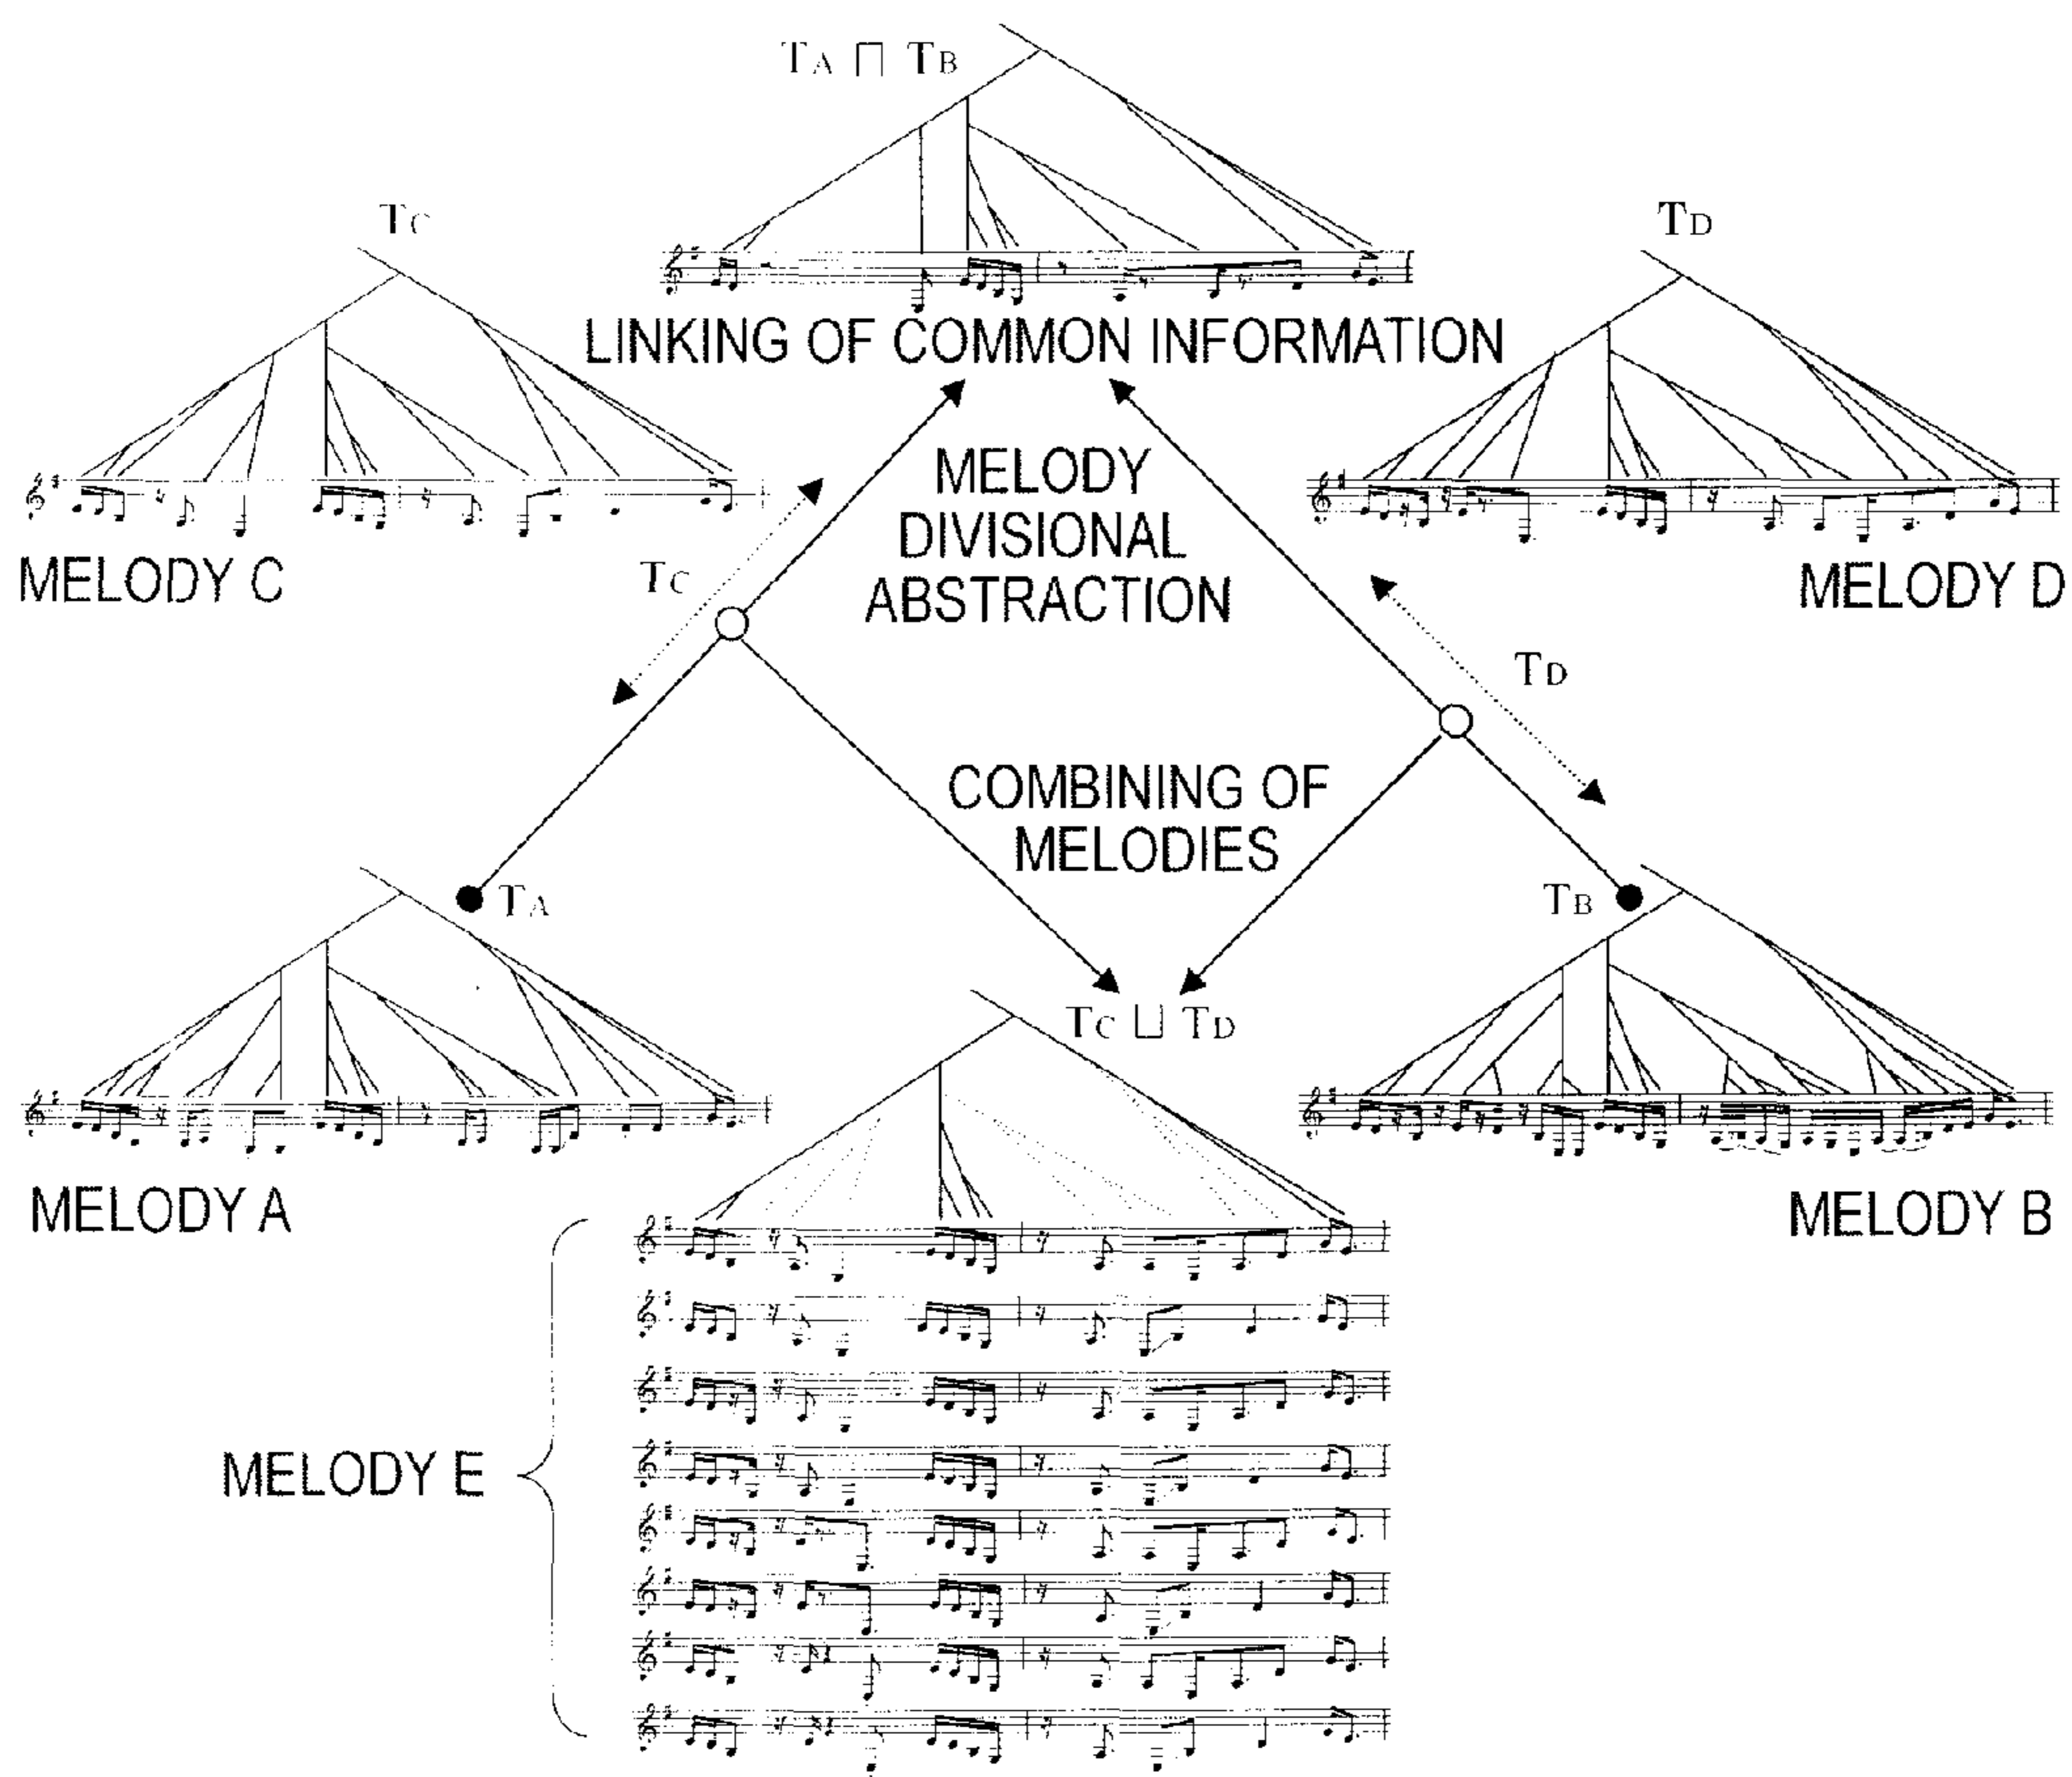 TA ⊓ TB
TC
TD
LINKING OF COMMON INFORMATION
MELODY
DIVISIONAL
ABSTRACTION
MELODY C
MELODY D
TC
TD
COMBINING OF
MELODIES
TA
TB
TC ⊔ TD
MELODY A
MELODY B
MELODY E